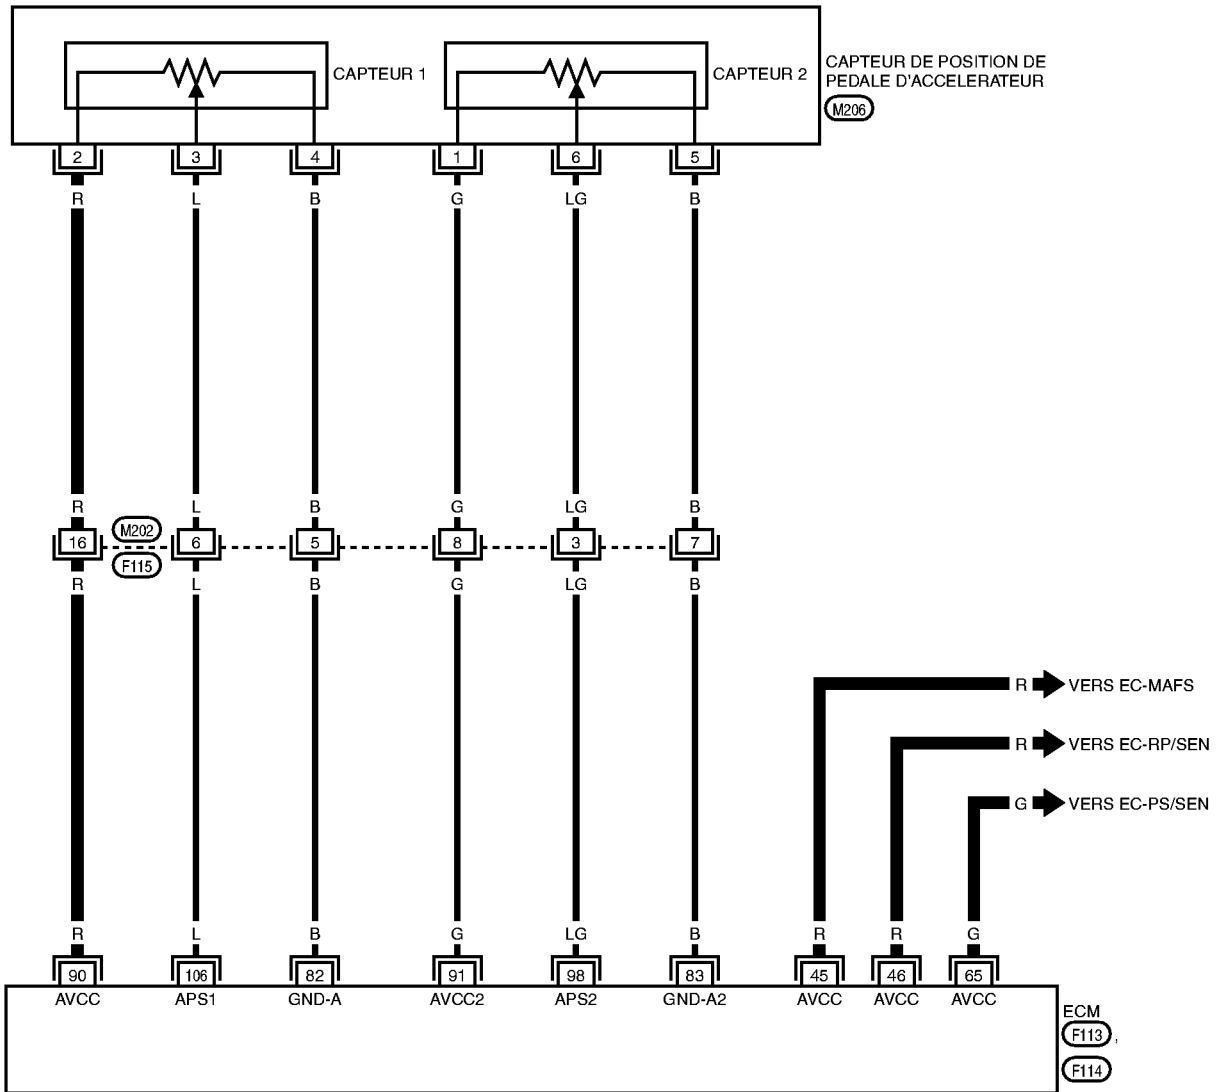 CAPTEUR 1
CAPTEUR 2
CAPTEUR DE POSITION DE
PEDALE D'ACCELERATEUR
M206
2 3 4 1 6 5
R L B G LG B
R L B G LG B
M202
16 6 5 8 3 7
F115
R L B G LG B
R VERS EC-MAFS
R VERS EC-RP/SEN
G VERS EC-PS/SEN
R L B G LG B R R G
90 106 82 91 98 83 45 46 65
AVCC APS1 GND-A AVCC2 APS2 GND-A2 AVCC AVCC AVCC
ECM
F113 ,
F114